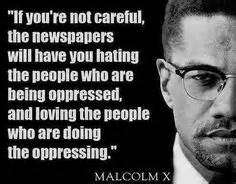 "If you're not careful,
the newspapers
will have you hating
the people who are
being oppressed,
and loving the people
who are doing
the oppressing."
MALCOLM X